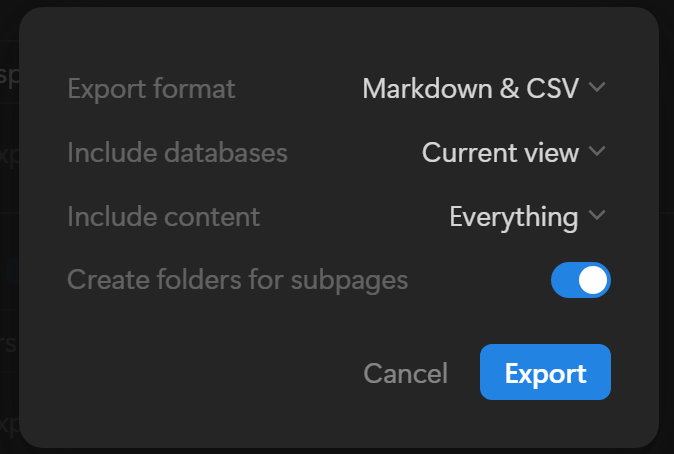 Export format Markdown & CSV
Include databases Current view
Include content Everything
Create folders for subpages
Cancel Export